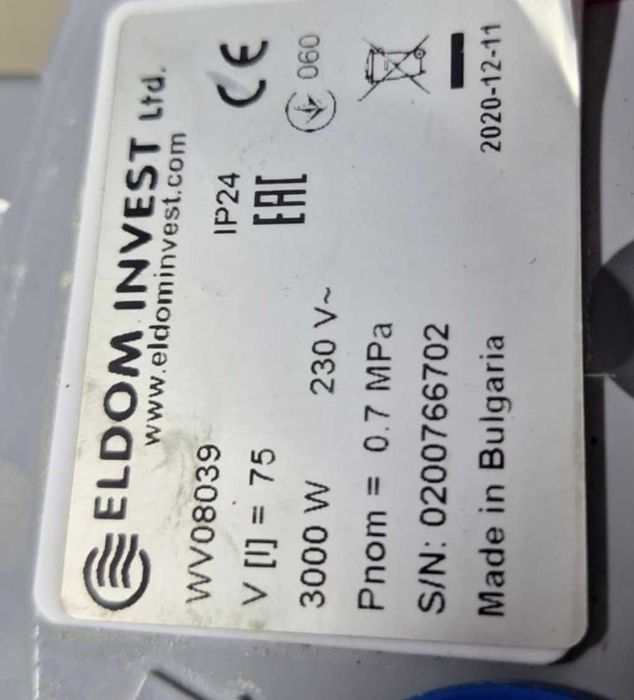 ELDOM INVEST Ltd.
www.eldominvest.com
WV08039 IP24 CE
V [l] = 75 EAC 060
3000 W 230 V~
Pnom = 0.7 MPa
S/N: 0200766702
Made in Bulgaria 2020-12-11